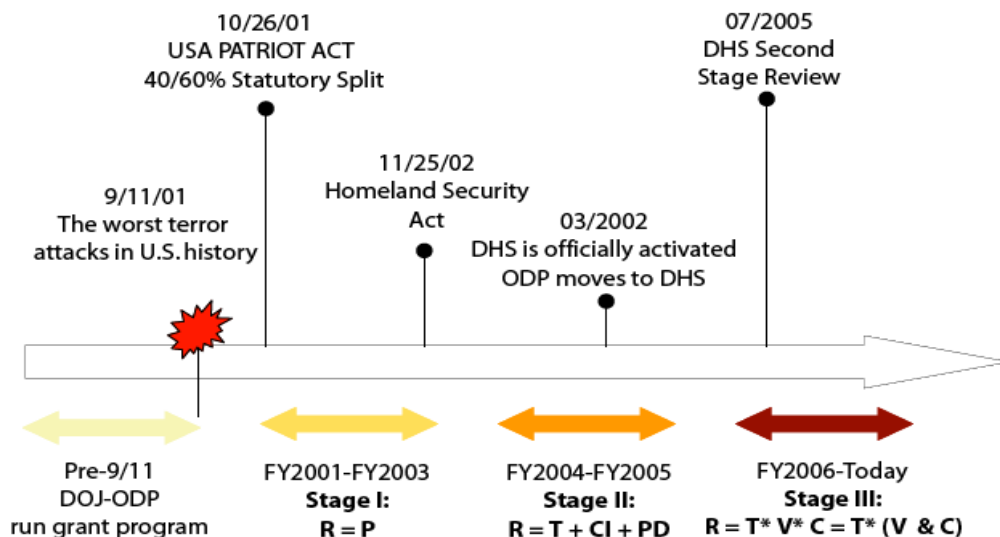 10/26/01
USA PATRIOT ACT
40/60% Statutory Split
07/2005
DHS Second
Stage Review
11/25/02
Homeland Security
Act
9/11/01
The worst terror
attacks in U.S. history
03/2002
DHS is officially activated
ODP moves to DHS
Pre-9/11
DOJ-ODP
run grant program
FY2001-FY2003
Stage I:
R = P
FY2004-FY2005
Stage II:
R = T + CI + PD
FY2006-Today
Stage III:
R = T* V* C = T* (V & C)